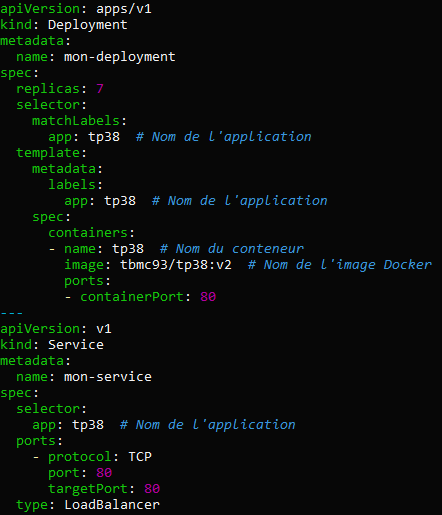 apiVersion: apps/v1
kind: Deployment
metadata:
  name: mon-deployment
spec:
  replicas: 7
  selector:
    matchLabels:
      app: tp38  # Nom de l'application
  template:
    metadata:
      labels:
        app: tp38  # Nom de l'application
    spec:
      containers:
      - name: tp38  # Nom du conteneur
        image: tbmc93/tp38:v2  # Nom de l'image Docker
        ports:
        - containerPort: 80
---
apiVersion: v1
kind: Service
metadata:
  name: mon-service
spec:
  selector:
    app: tp38  # Nom de l'application
  ports:
    - protocol: TCP
      port: 80
      targetPort: 80
  type: LoadBalancer